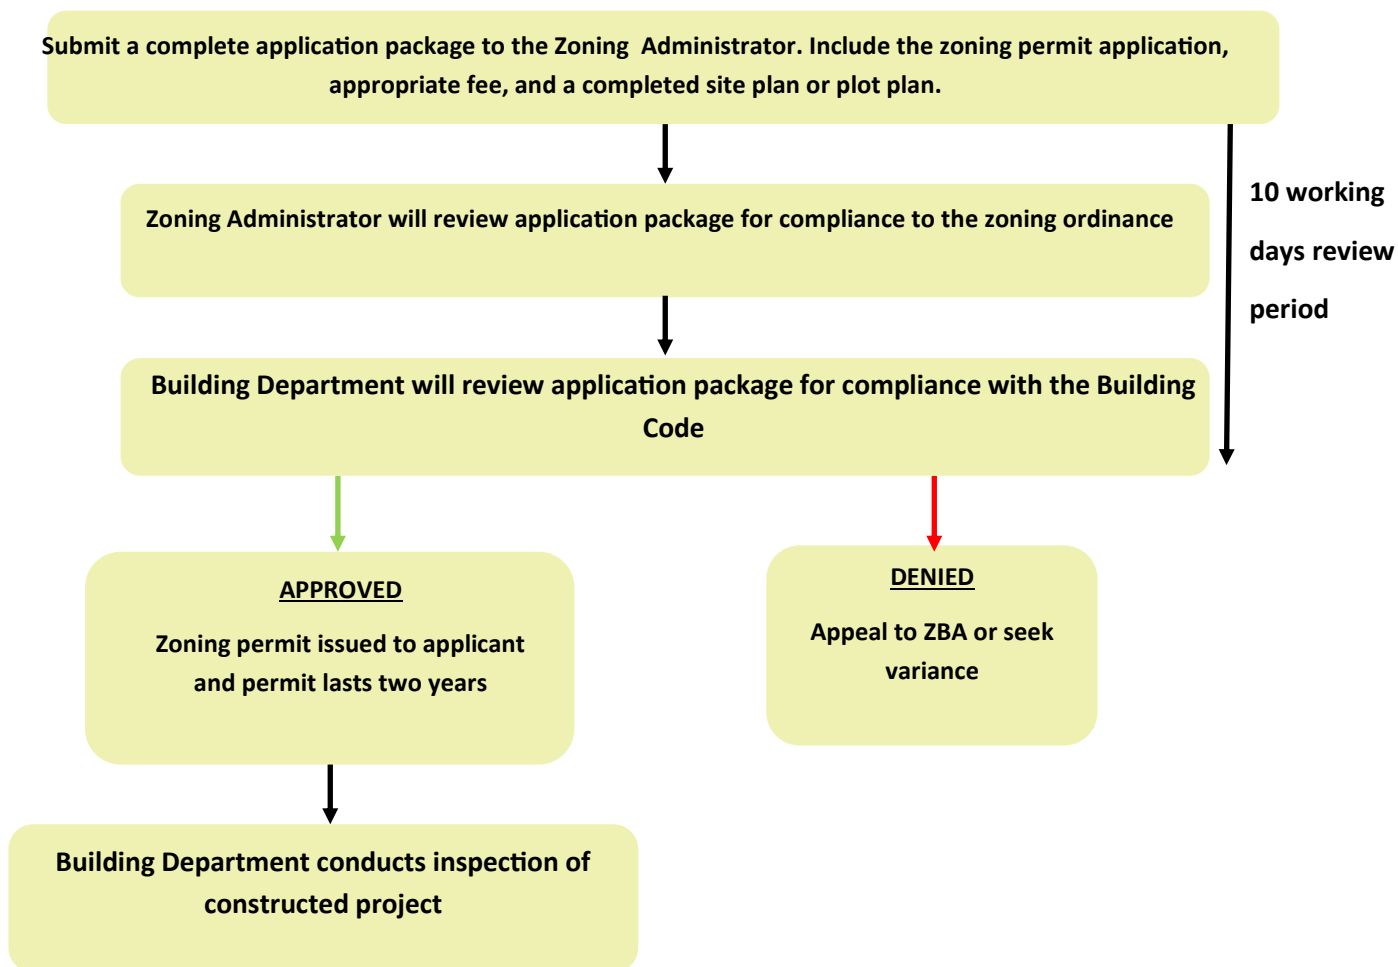 Submit a complete application package to the Zoning Administrator. Include the zoning permit application,
appropriate fee, and a completed site plan or plot plan.
10 working
days review
period
Zoning Administrator will review application package for compliance to the zoning ordinance
Building Department will review application package for compliance with the Building
Code
APPROVED
Zoning permit issued to applicant
and permit lasts two years
DENIED
Appeal to ZBA or seek
variance
Building Department conducts inspection of
constructed project